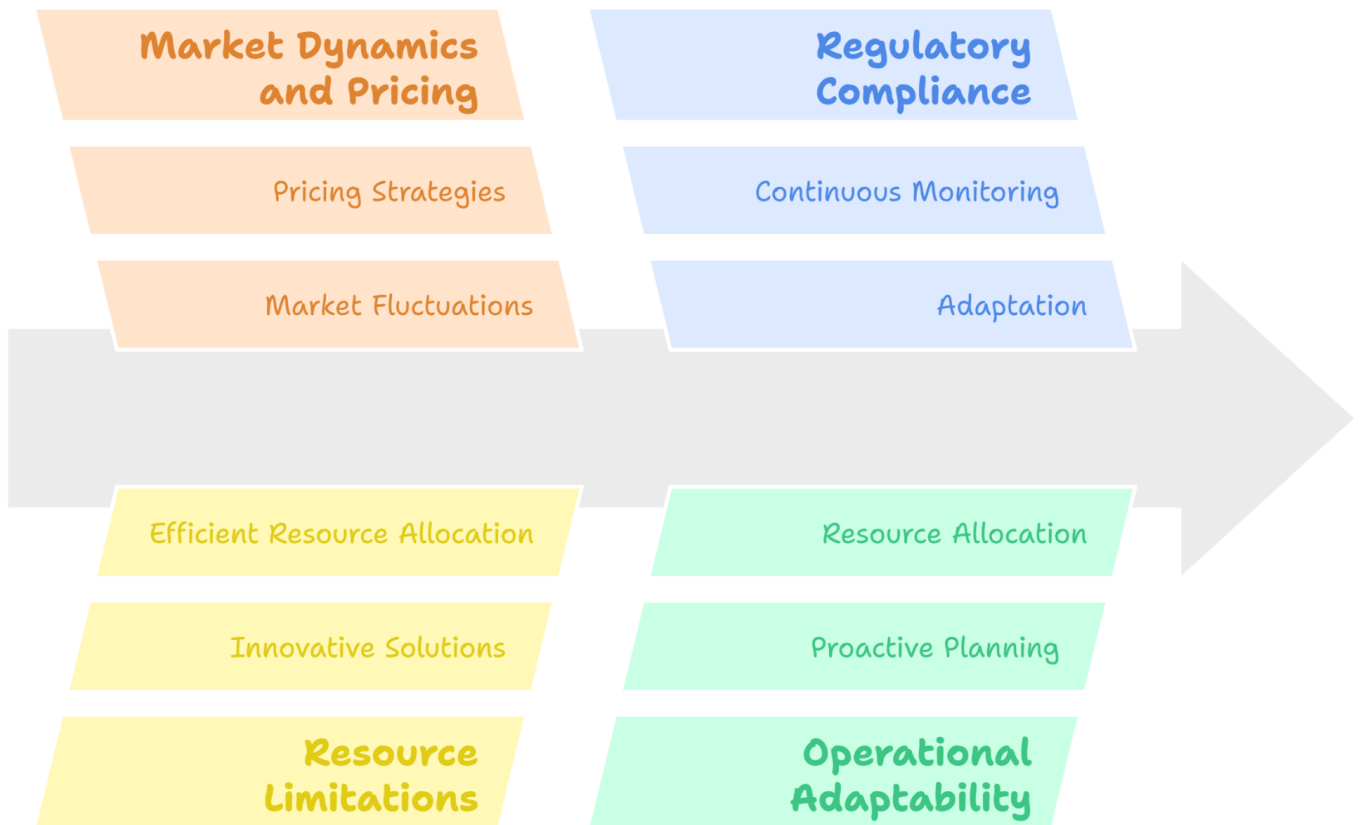 Market Dynamics
and Pricing
Pricing Strategies
Market Fluctuations
Regulatory
Compliance
Continuous Monitoring
Adaptation
Efficient Resource Allocation
Innovative Solutions
Resource
Limitations
Resource Allocation
Proactive Planning
Operational
Adaptability